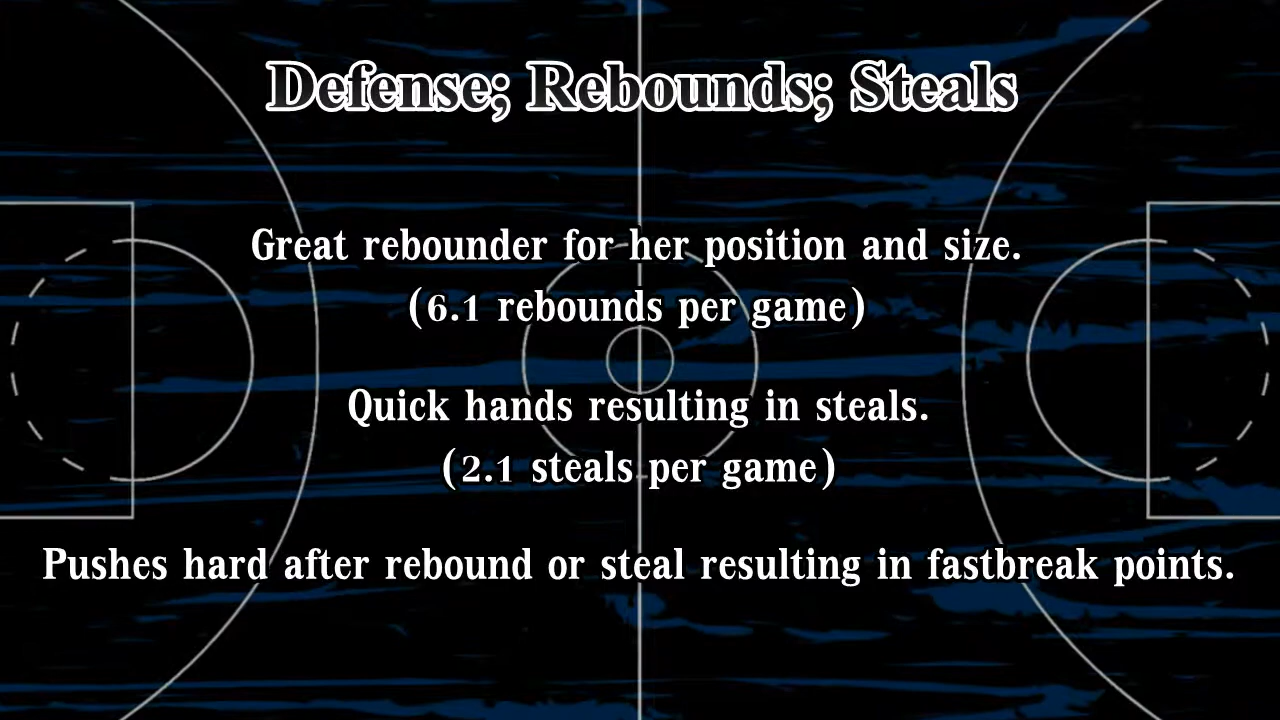 Defense; Rebounds; Steals
Great rebounder for her position and size.
(6.1 rebounds per game)
Quick hands resulting in steals.
(2.1 steals per game)
Pushes hard after rebound or steal resulting in fastbreak points.